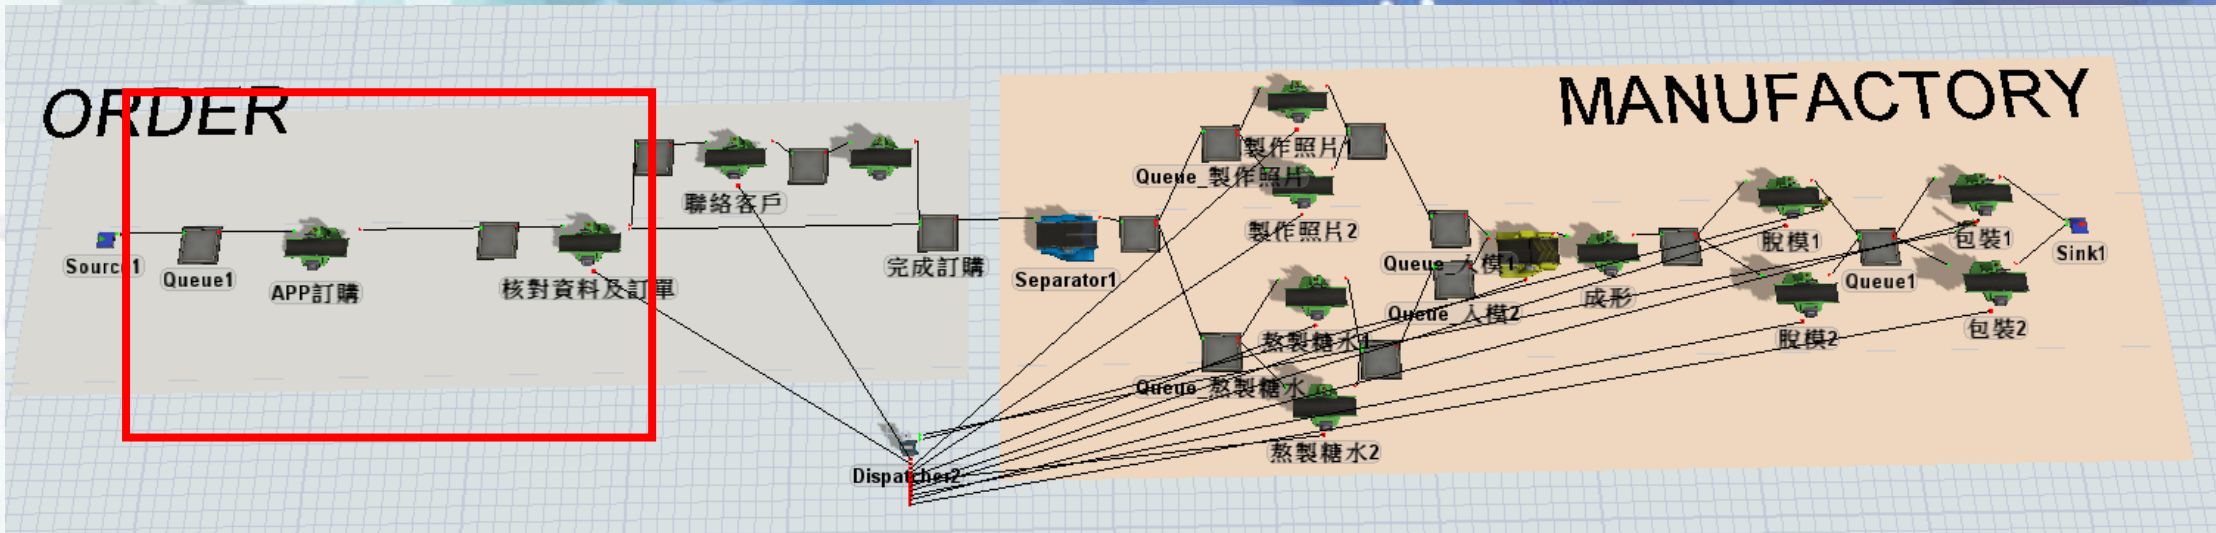 ORDER
MANUFACTORY
Source1
Queue1
APP訂購
核對資料及訂單
聯絡客戶
完成訂購
Dispatcher2
Separator1
Queue_製作照片
製作照片1
製作照片2
Queue_熬製糖水
熬製糖水1
熬製糖水2
Queue_入模1
Queue_入模2
成形
脫模1
脫模2
Queue1
包裝1
包裝2
Sink1